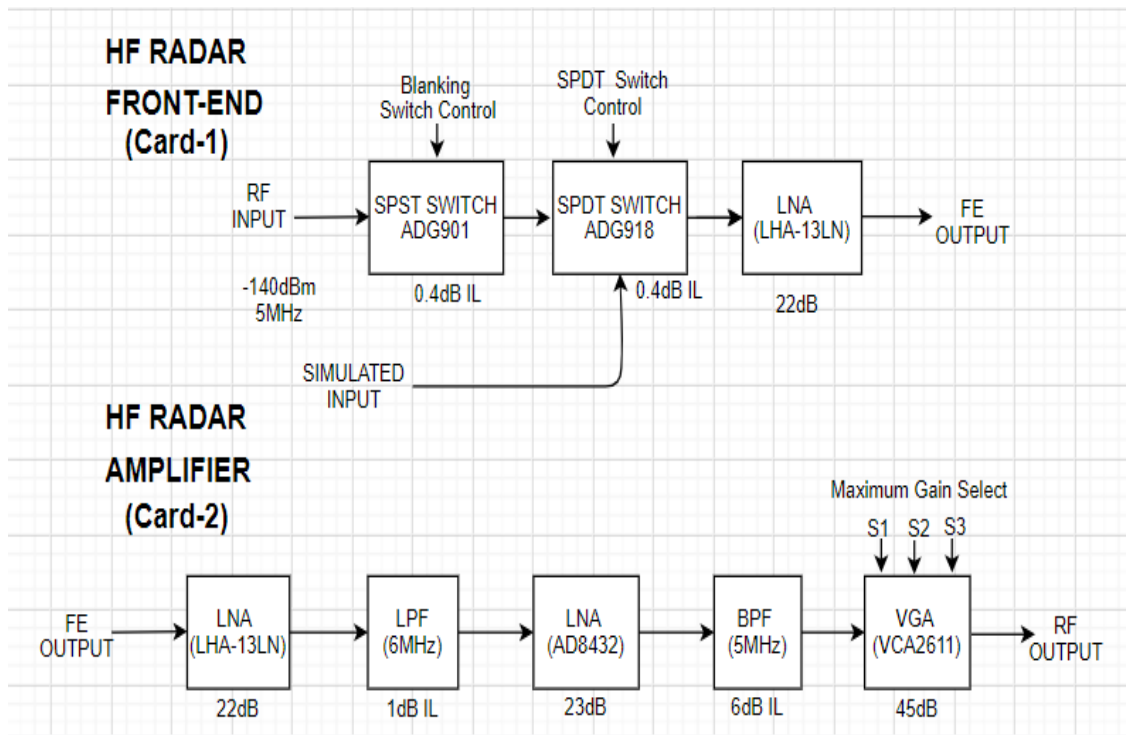 HF RADAR
FRONT-END
(Card-1)
Blanking
Switch Control
SPDT Switch
Control
RF
INPUT
SPST SWITCH
ADG901
SPDT SWITCH
ADG918
LNA
(LHA-13LN)
FE
OUTPUT
-140dBm
5MHz
0.4dB IL
0.4dB IL
22dB
SIMULATED
INPUT
HF RADAR
AMPLIFIER
(Card-2)
Maximum Gain Select
S1 S2 S3
FE
OUTPUT
LNA
(LHA-13LN)
LPF
(6MHz)
LNA
(AD8432)
BPF
(5MHz)
VGA
(VCA2611)
RF
OUTPUT
22dB
1dB IL
23dB
6dB IL
45dB